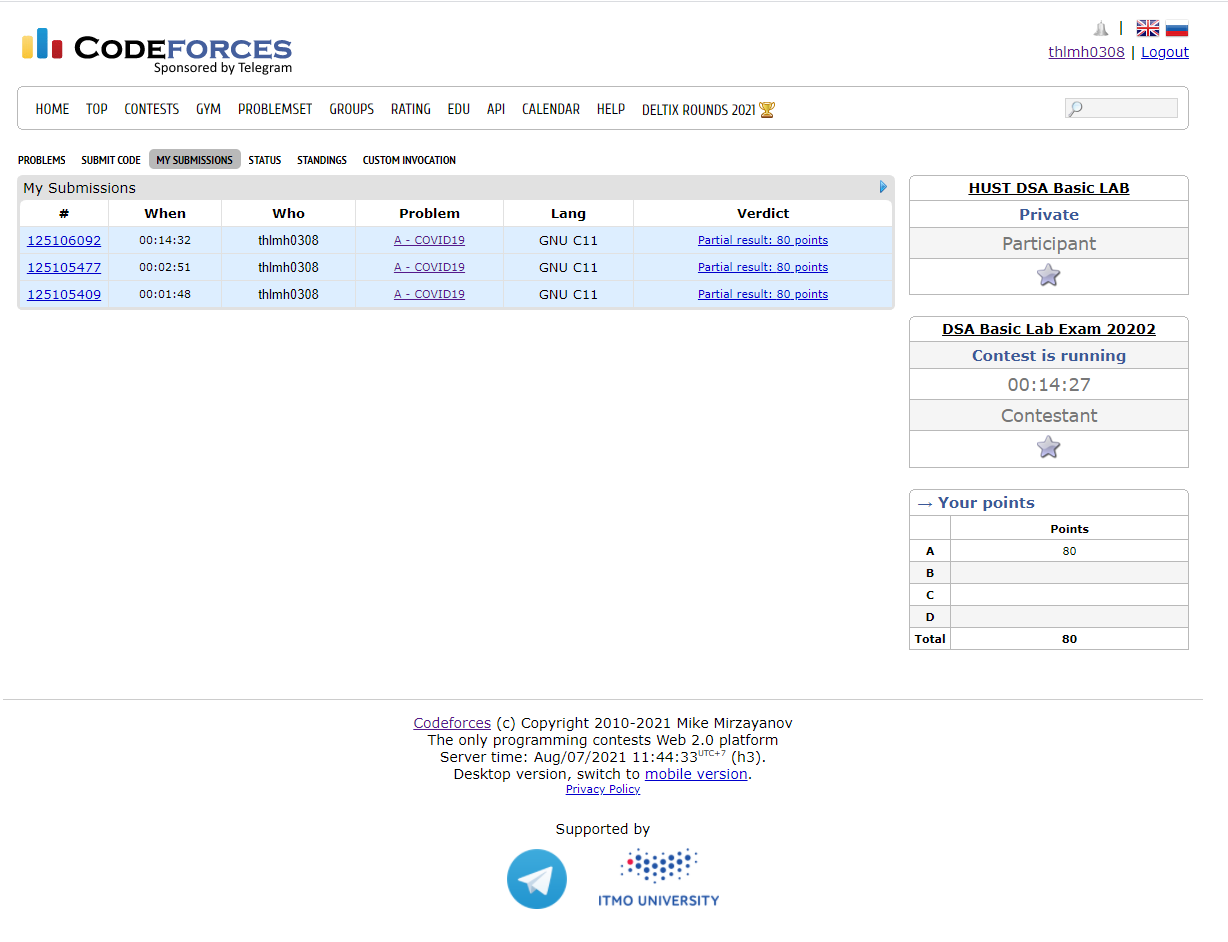 CODEFORCES
Sponsored by Telegram
thlmh0308 | Logout
HOME TOP CONTESTS GYM PROBLEMSET GROUPS RATING EDU API CALENDAR HELP DELTIX ROUNDS 2021
PROBLEMS SUBMIT CODE MY SUBMISSIONS STATUS STANDINGS CUSTOM INVOCATION
My Submissions
# When Who Problem Lang Verdict
125106092 00:14:32 thlmh0308 A - COVID19 GNU C11 Partial result: 80 points
125105477 00:02:51 thlmh0308 A - COVID19 GNU C11 Partial result: 80 points
125105409 00:01:48 thlmh0308 A - COVID19 GNU C11 Partial result: 80 points
HUST DSA Basic LAB
Private
Participant
DSA Basic Lab Exam 20202
Contest is running
00:14:27
Contestant
→ Your points
Points
A 80
B
C
D
Total 80
Codeforces (c) Copyright 2010-2021 Mike Mirzayanov
The only programming contests Web 2.0 platform
Server time: Aug/07/2021 11:44:33UTC+7 (h3).
Desktop version, switch to mobile version.
Privacy Policy
Supported by
ITMO UNIVERSITY